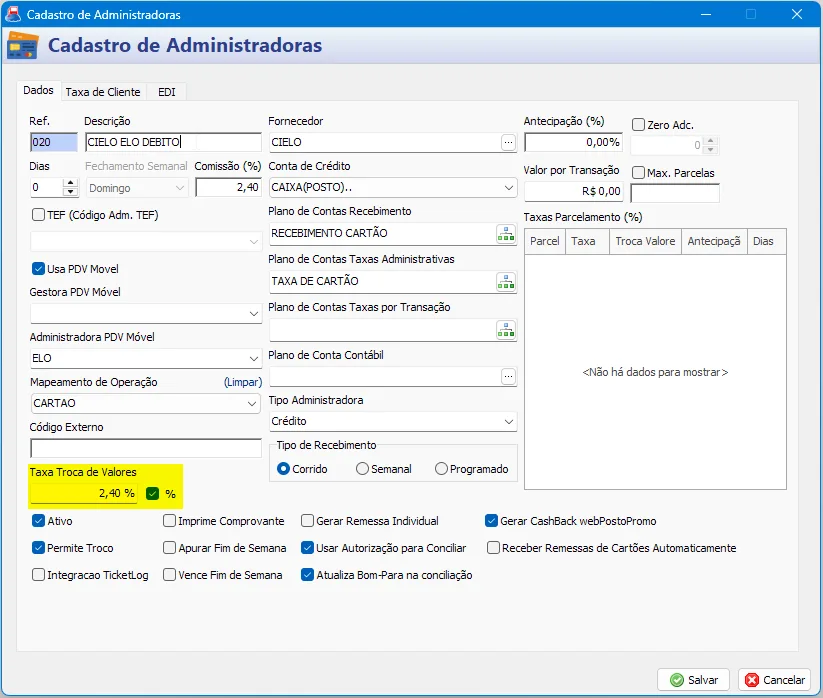 Cadastro de Administradoras
Cadastro de Administradoras
Dados
Taxa de Cliente
EDI
Ref.
Descrição
020
CIELO ELO DEBITO
Dias
Fechamento Semanal
Comissão (%)
0
Domingo
2,40
TEF (Código Adm. TEF)
Usa PDV Movel
Gestora PDV Móvel
Administradora PDV Móvel
ELO
Mapeamento de Operação
(Limpar)
CARTAO
Código Externo
Taxa Troca de Valores
2,40 %
%
Fornecedor
CIELO
...
Conta de Crédito
CAIXA(POSTO)..
Plano de Contas Recebimento
RECEBIMENTO CARTÃO
Plano de Contas Taxas Administrativas
TAXA DE CARTÃO
Plano de Contas Taxas por Transação
Plano de Conta Contábil
...
Tipo Administradora
Crédito
Tipo de Recebimento
Corrido
Semanal
Programado
Antecipação (%)
Zero Adc.
0,00%
0
Valor por Transação
Max. Parcelas
R$ 0,00
Taxas Parcelamento (%)
Parcel
Taxa
Troca Valore
Antecipaçã
Dias
<Não há dados para mostrar>
Ativo
Imprime Comprovante
Gerar Remessa Individual
Gerar CashBack webPostoPromo
Permite Troco
Apurar Fim de Semana
Usar Autorização para Conciliar
Receber Remessas de Cartões Automaticamente
Integracao TicketLog
Vence Fim de Semana
Atualiza Bom-Para na conciliação
Salvar
Cancelar